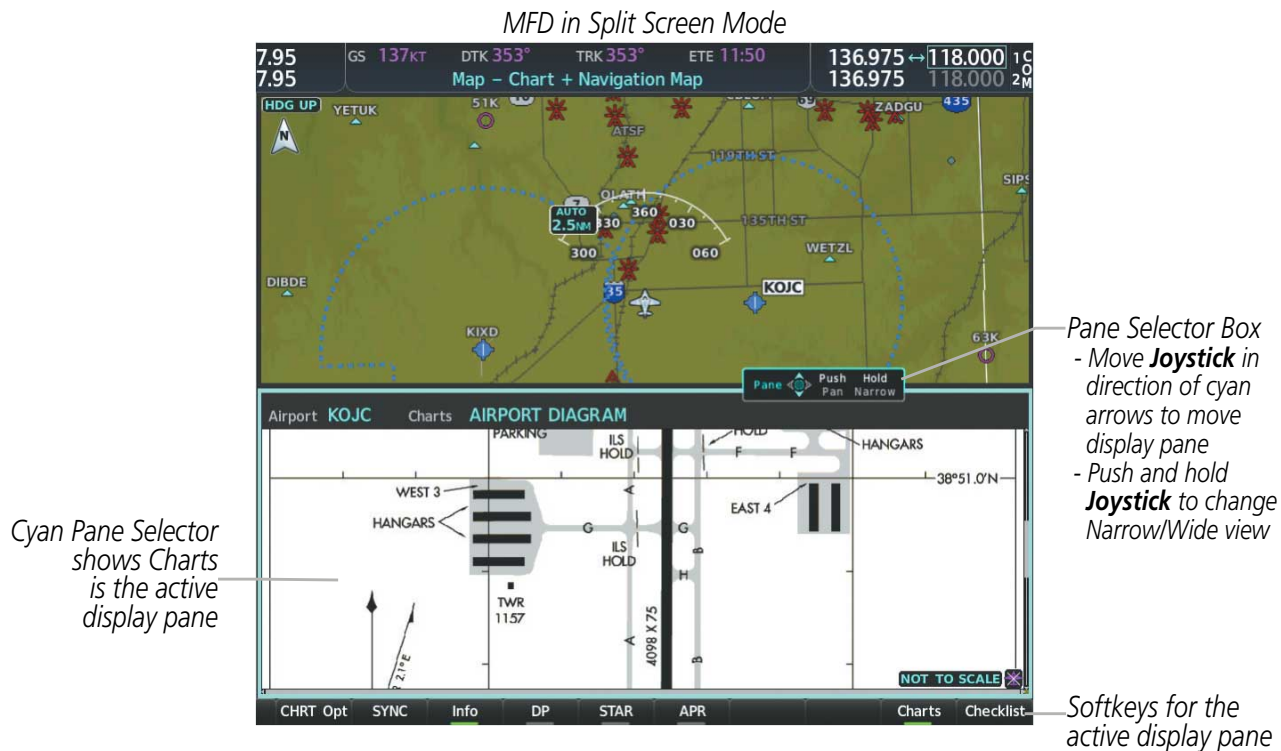 MFD in Split Screen Mode
7.95 GS 137KT DTK 353° TRK 353° ETE 11:50 136.975 ↔ 118.000 1 COM
7.95 Map – Chart + Navigation Map 136.975 118.000 2
HDG UP
N
YETUK
51K
69
ZADGU
435
ATSF
119TH ST
SIPS
OLATH
7
AUTO
2.5NM
330
360
030
135TH ST
300
060
WETZL
DIBDE
35
KOJC
KIXD
63K
Pane Push Hold
Pan Narrow
Pane Selector Box
- Move Joystick in
direction of cyan
arrows to move
display pane
- Push and hold
Joystick to change
Narrow/Wide view
Airport KOJC Charts AIRPORT DIAGRAM
PARKING
ILS
HOLD
HOLD
F F
HANGARS
38°51.0'N
WEST 3
A
EAST 4
HANGARS
G G
ILS
HOLD
B
H
TWR
1157
4098 X 75
A
B
2.1°E
NOT TO SCALE
Cyan Pane Selector
shows Charts
is the active
display pane
CHRT Opt SYNC Info DP STAR APR Charts Checklist
Softkeys for the
active display pane